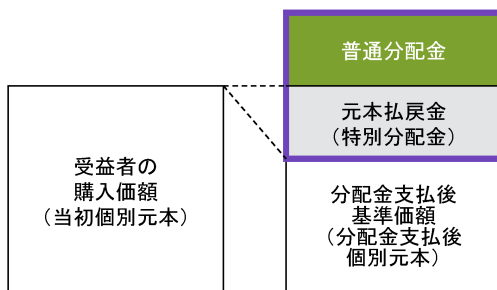 普通分配金
元本払戻金
（特別分配金）
受益者の
購入価額
（当初個別元本）
分配金支払後
基準価額
（分配金支払後
個別元本）